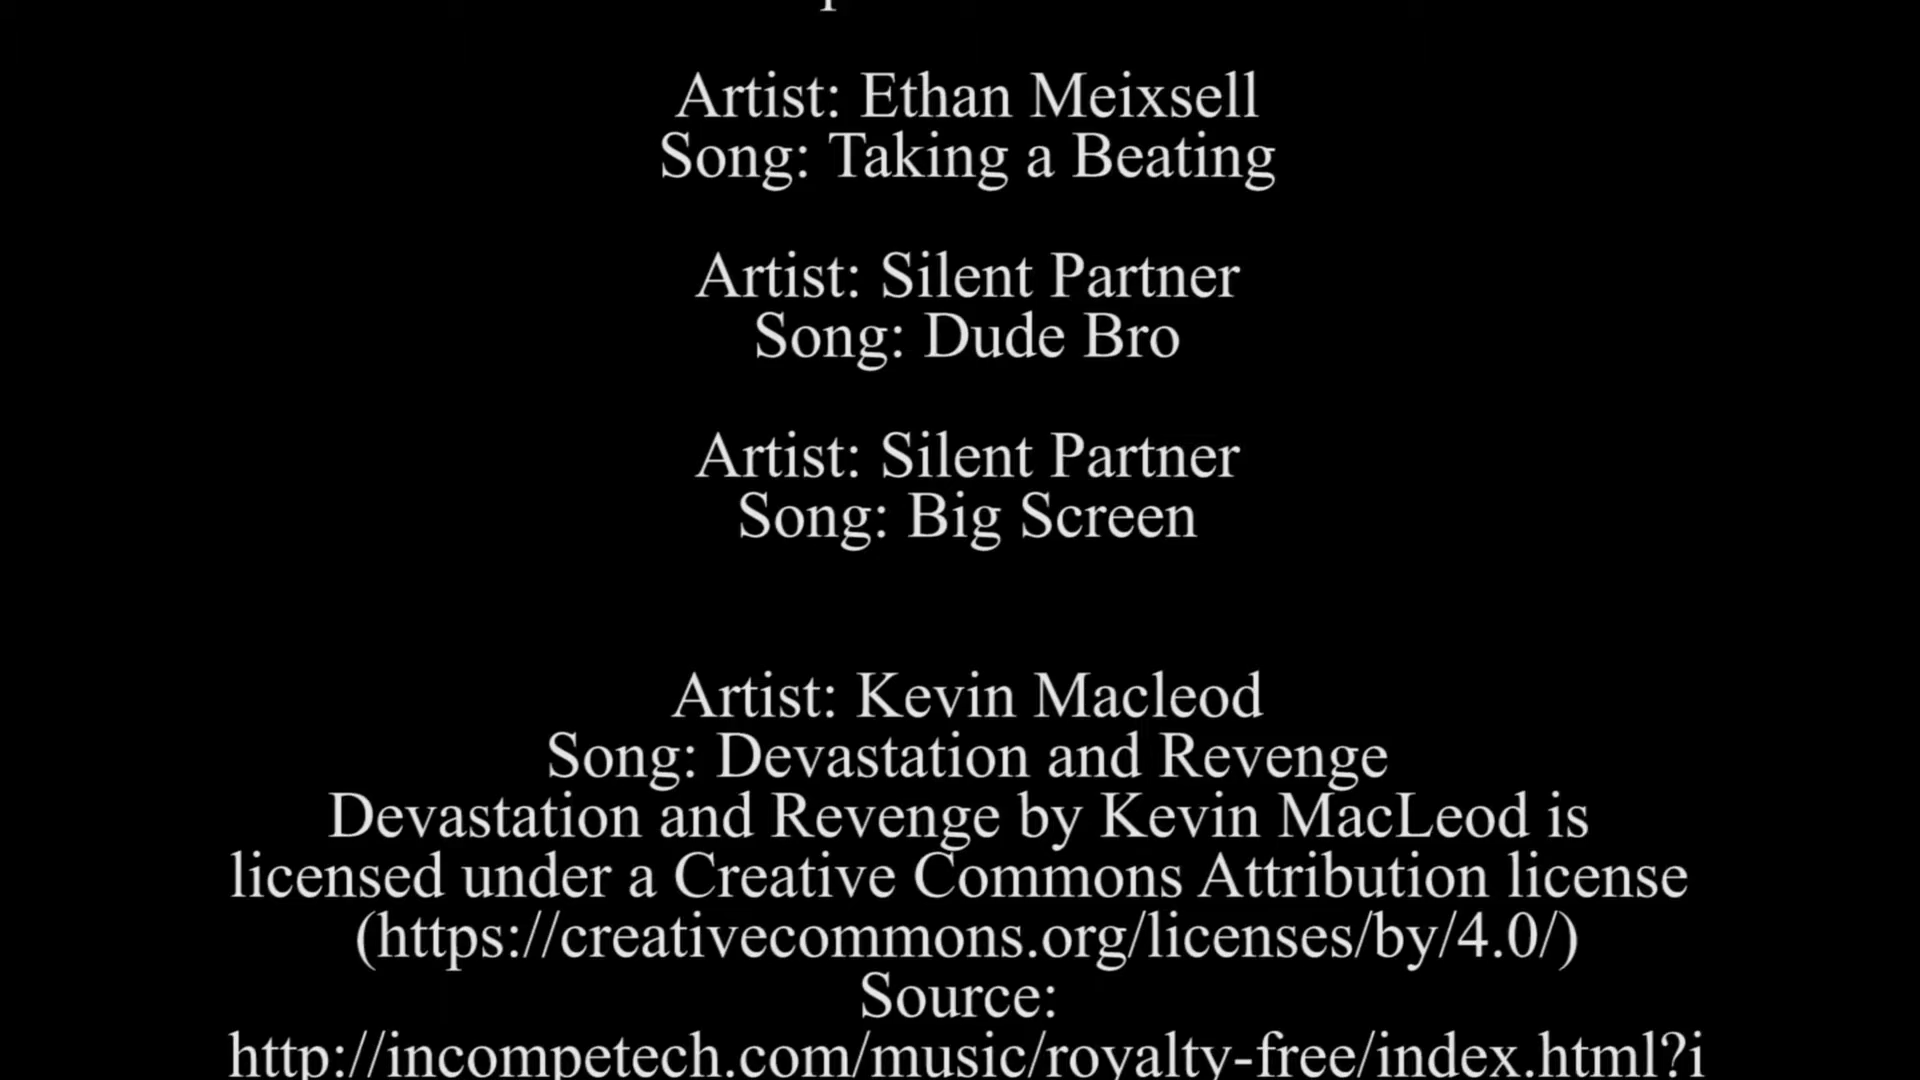 Artist: Ethan Meixsell
Song: Taking a Beating
Artist: Silent Partner
Song: Dude Bro
Artist: Silent Partner
Song: Big Screen
Artist: Kevin Macleod
Song: Devastation and Revenge
Devastation and Revenge by Kevin MacLeod is
licensed under a Creative Commons Attribution license
(https://creativecommons.org/licenses/by/4.0/)
Source:
http://incompetech.com/music/royalty-free/index.html?i